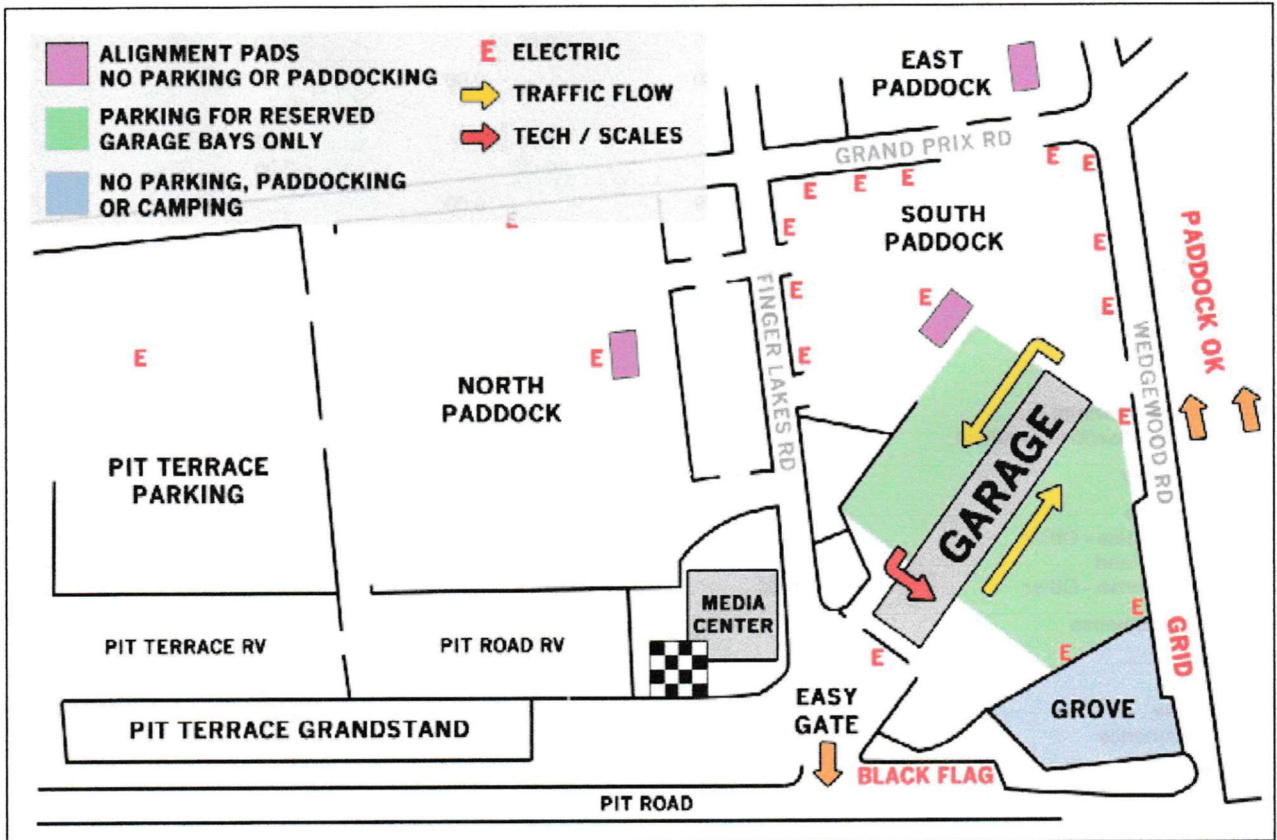 ALIGNMENT PADS
NO PARKING OR PADDOCKING
PARKING FOR RESERVED
GARAGE BAYS ONLY
NO PARKING, PADDOCKING
OR CAMPING
E ELECTRIC
TRAFFIC FLOW
TECH / SCALES
EAST
PADDOCK
GRAND PRIX RD
E
E
E
E
E
E
E
SOUTH
PADDOCK
E
E
PADDOCK OK
E
E
E
FINGER LAKES RD
WEDGEWOOD RD
E
E
E
NORTH
PADDOCK
E
GARAGE
PIT TERRACE
PARKING
MEDIA
CENTER
E
GRID
PIT TERRACE RV
PIT ROAD RV
E
E
EASY
GATE
GROVE
PIT TERRACE GRANDSTAND
BLACK FLAG
PIT ROAD